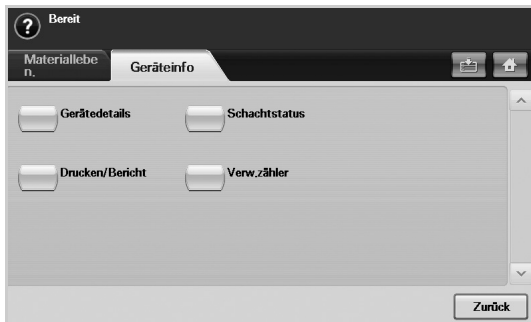 Bereit
Materiallebe
n.
Geräteinfo
Gerätedetails
Schachtstatus
Drucken/Bericht
Verw.zähler
Zurück